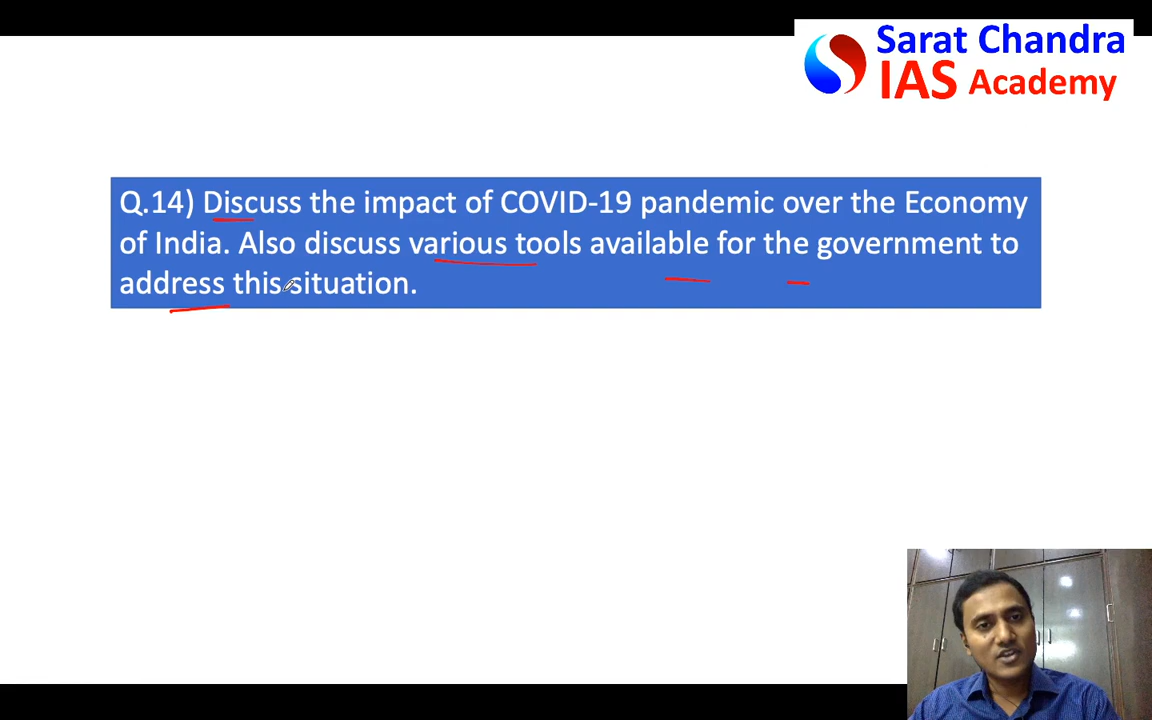 Sarat Chandra
IAS Academy
Q.14) Discuss the impact of COVID-19 pandemic over the Economy
of India. Also discuss various tools available for the government to
address this situation.